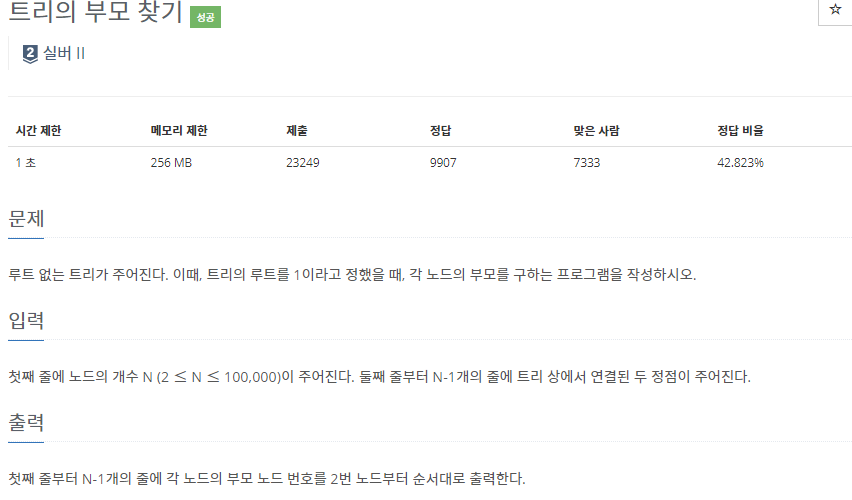 트리의 부모 찾기 성공
2 실버 II
시간 제한 메모리 제한 제출 정답 맞은 사람 정답 비율
1 초 256 MB 23249 9907 7333 42.823%
문제
루트 없는 트리가 주어진다. 이때, 트리의 루트를 1이라고 정했을 때, 각 노드의 부모를 구하는 프로그램을 작성하시오.
입력
첫째 줄에 노드의 개수 N (2 ≤ N ≤ 100,000)이 주어진다. 둘째 줄부터 N-1개의 줄에 트리 상에서 연결된 두 정점이 주어진다.
출력
첫째 줄부터 N-1개의 줄에 각 노드의 부모 노드 번호를 2번 노드부터 순서대로 출력한다.